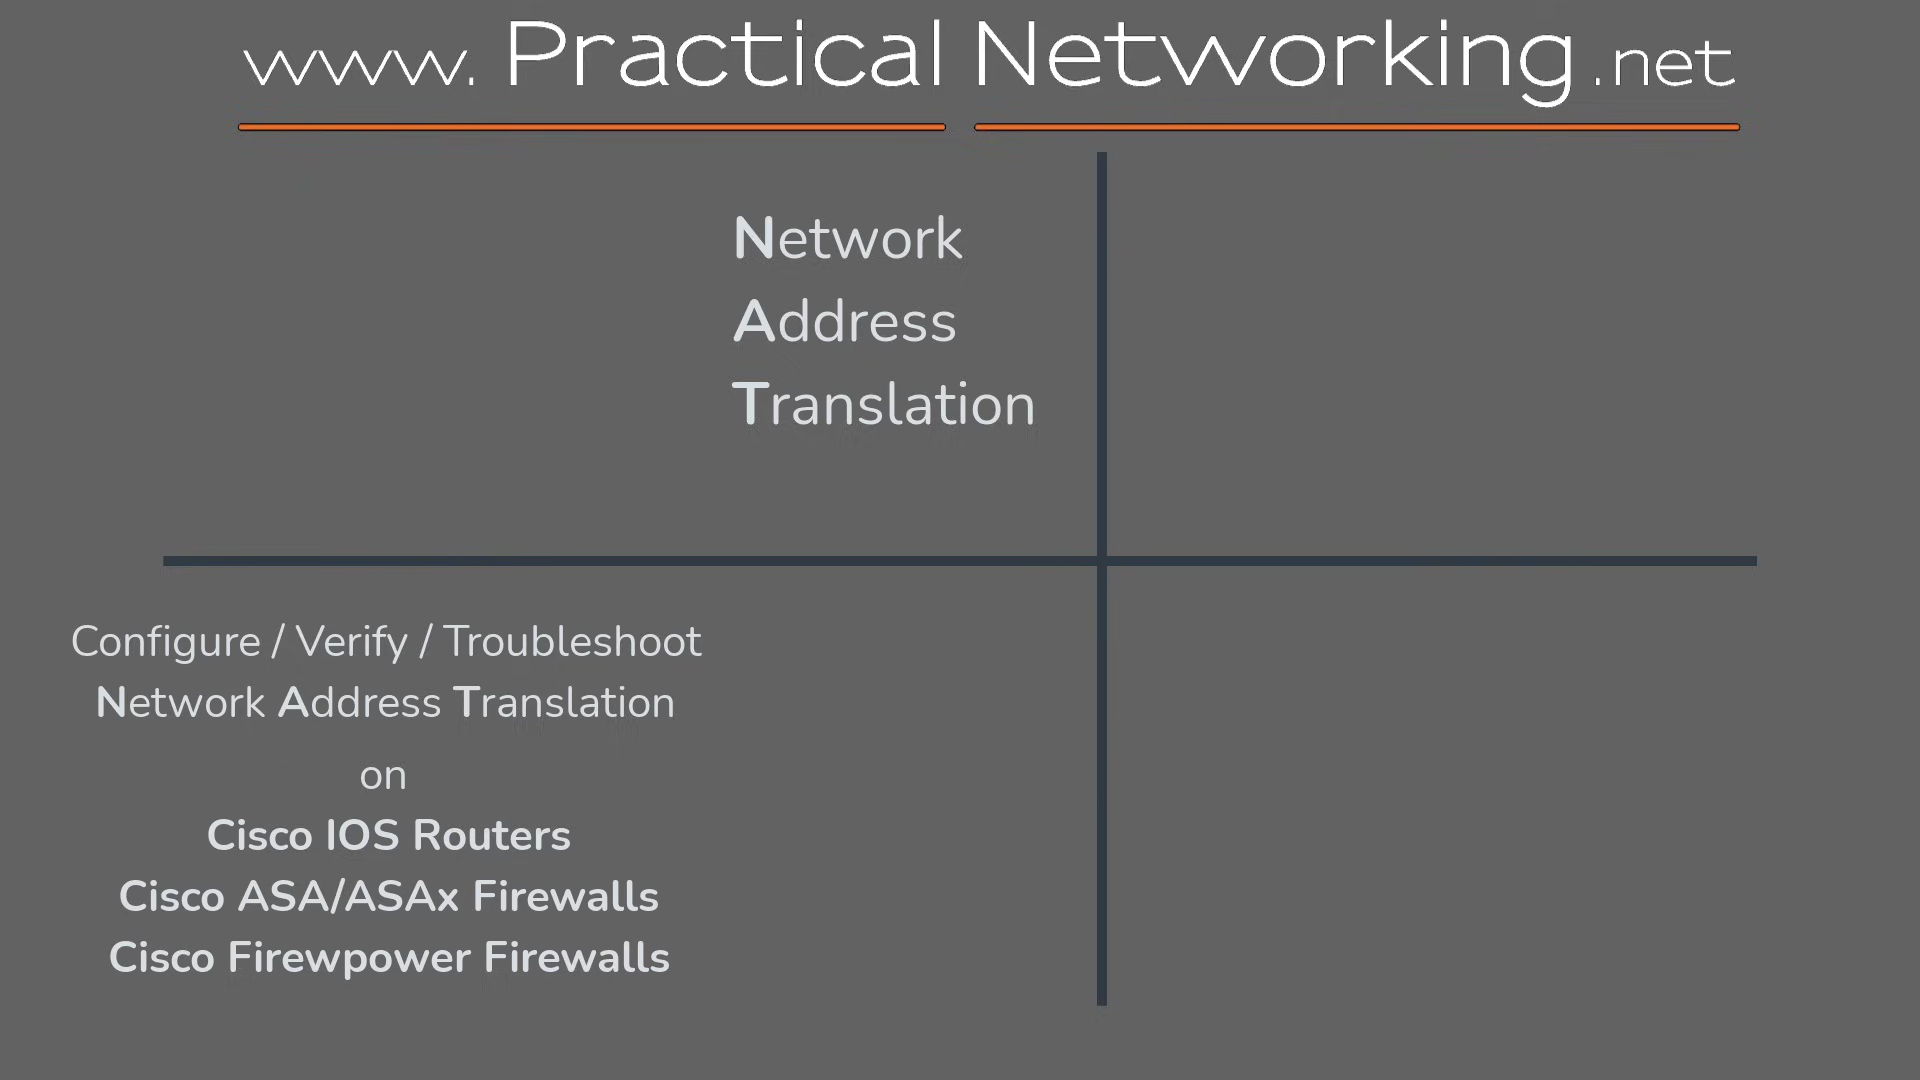 www. Practical Networking .net
Network
Address
Translation
Configure / Verify / Troubleshoot
Network Address Translation
on
Cisco IOS Routers
Cisco ASA/ASAx Firewalls
Cisco Firewpower Firewalls